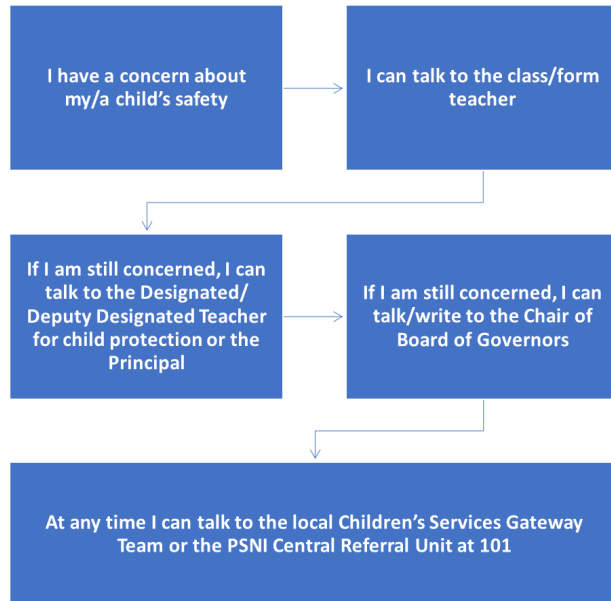 I have a concern about
my/a child's safety
I can talk to the class/form
teacher
If I am still concerned, I can
talk to the Designated/
Deputy Designated Teacher
for child protection or the
Principal
If I am still concerned, I can
talk/write to the Chair of
Board of Governors
At any time I can talk to the local Children's Services Gateway
Team or the PSNI Central Referral Unit at 101